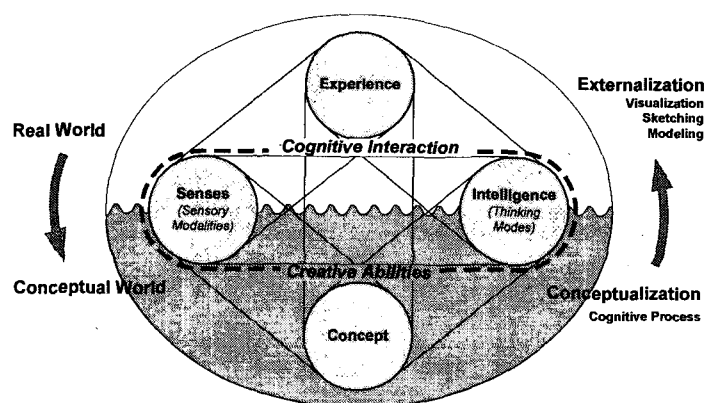 Experience
Externalization
Visualization
Sketching
Modeling
Real World
Cognitive Interaction
Senses
(Sensory
Modalities)
Intelligence
(Thinking
Modes)
Creative Abilities
Conceptual World
Conceptualization
Cognitive Process
Concept